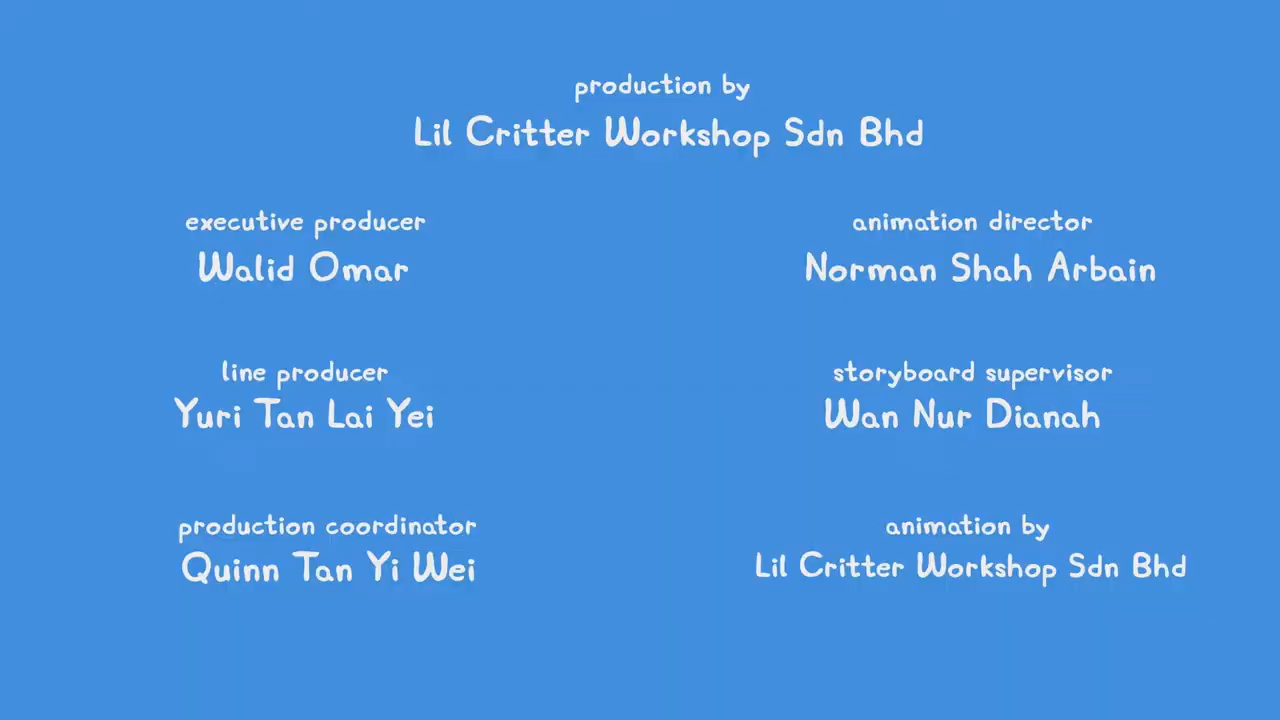 production by
Lil Critter Workshop Sdn Bhd
executive producer
Walid Omar
animation director
Norman Shah Arbain
line producer
Yuri Tan Lai Yei
storyboard supervisor
Wan Nur Dianah
production coordinator
Quinn Tan Yi Wei
animation by
Lil Critter Workshop Sdn Bhd